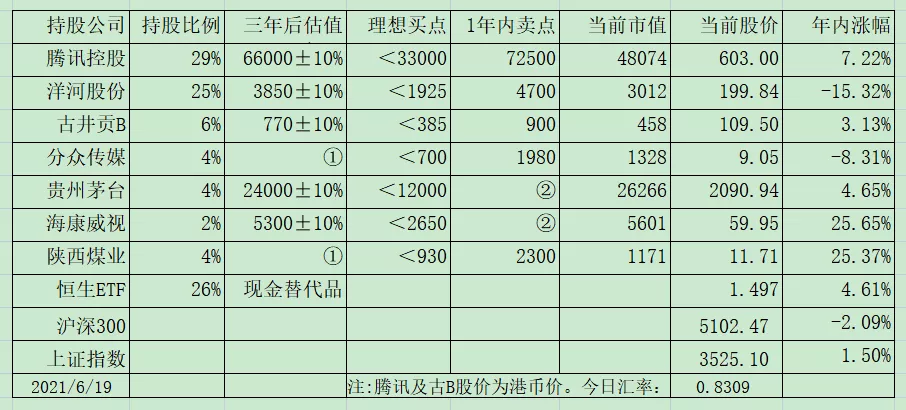 持股公司 持股比例 三年后估值 理想买点 1年内卖点 当前市值 当前股价 年内涨幅
腾讯控股 29% 66000±10% <33000 72500 48074 603.00 7.22%
洋河股份 25% 3850±10% <1925 4700 3012 199.84 -15.32%
古井贡B 6% 770±10% <385 900 458 109.50 3.13%
分众传媒 4% ① <700 1980 1328 9.05 -8.31%
贵州茅台 4% 24000±10% <12000 ② 26266 2090.94 4.65%
海康威视 2% 5300±10% <2650 ② 5601 59.95 25.65%
陕西煤业 4% ① <930 2300 1171 11.71 25.37%
恒生ETF 26% 现金替代品 1.497 4.61%
沪深300 5102.47 -2.09%
上证指数 3525.10 1.50%
2021/6/19 注:腾讯及古B股价为港币价。今日汇率: 0.8309